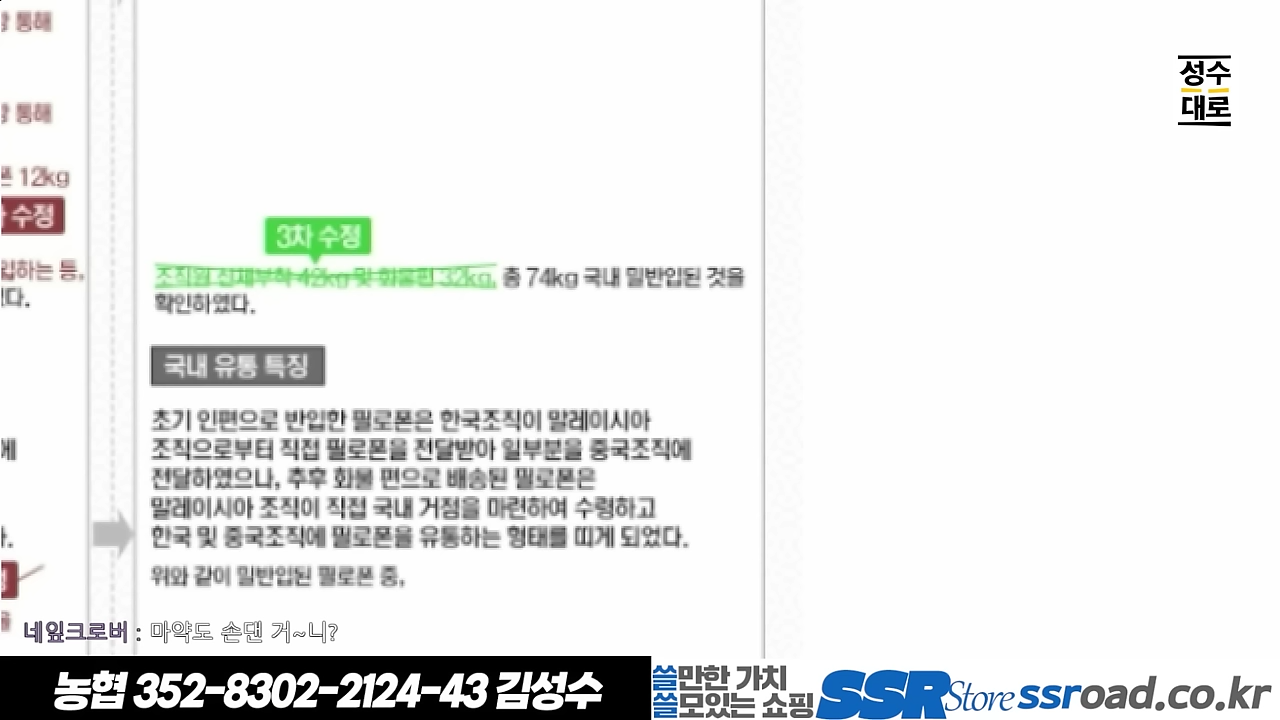 통해
성수
대로
통해
12kg
수정
3차 수정
입하는 등,
조직원 신체부착 42kg 및 화물편 32kg, 총 74kg 국내 밀반입된 것을
다.
확인하였다.
국내 유통 특징
초기 인편으로 반입한 필로폰은 한국조직이 말레이시아
조직으로부터 직접 필로폰을 전달받아 일부분을 중국조직에
에
전달하였으나, 추후 화물 편으로 배송된 필로폰은
말레이시아 조직이 직접 국내 거점을 마련하여 수령하고
한국 및 중국조직에 필로폰을 유통하는 형태를 띠게 되었다.
위와 같이 밀반입된 필로폰 중,
네잎크로버 : 마약도 손댄 거~니?
농협 352-8302-2124-43 김성수
쓸만한 가치
쓸모있는 쇼핑
SSR Store ssroad.co.kr